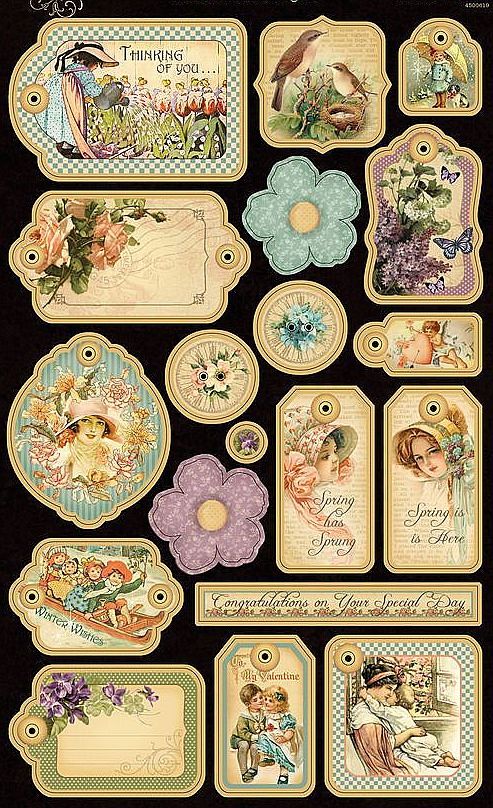 4500619
THINKING
OF YOU...!
Spring
has
Sprung
Spring is
is Here
Congratulations on Your Special Day
WINTER WISHES
To
My Valentine